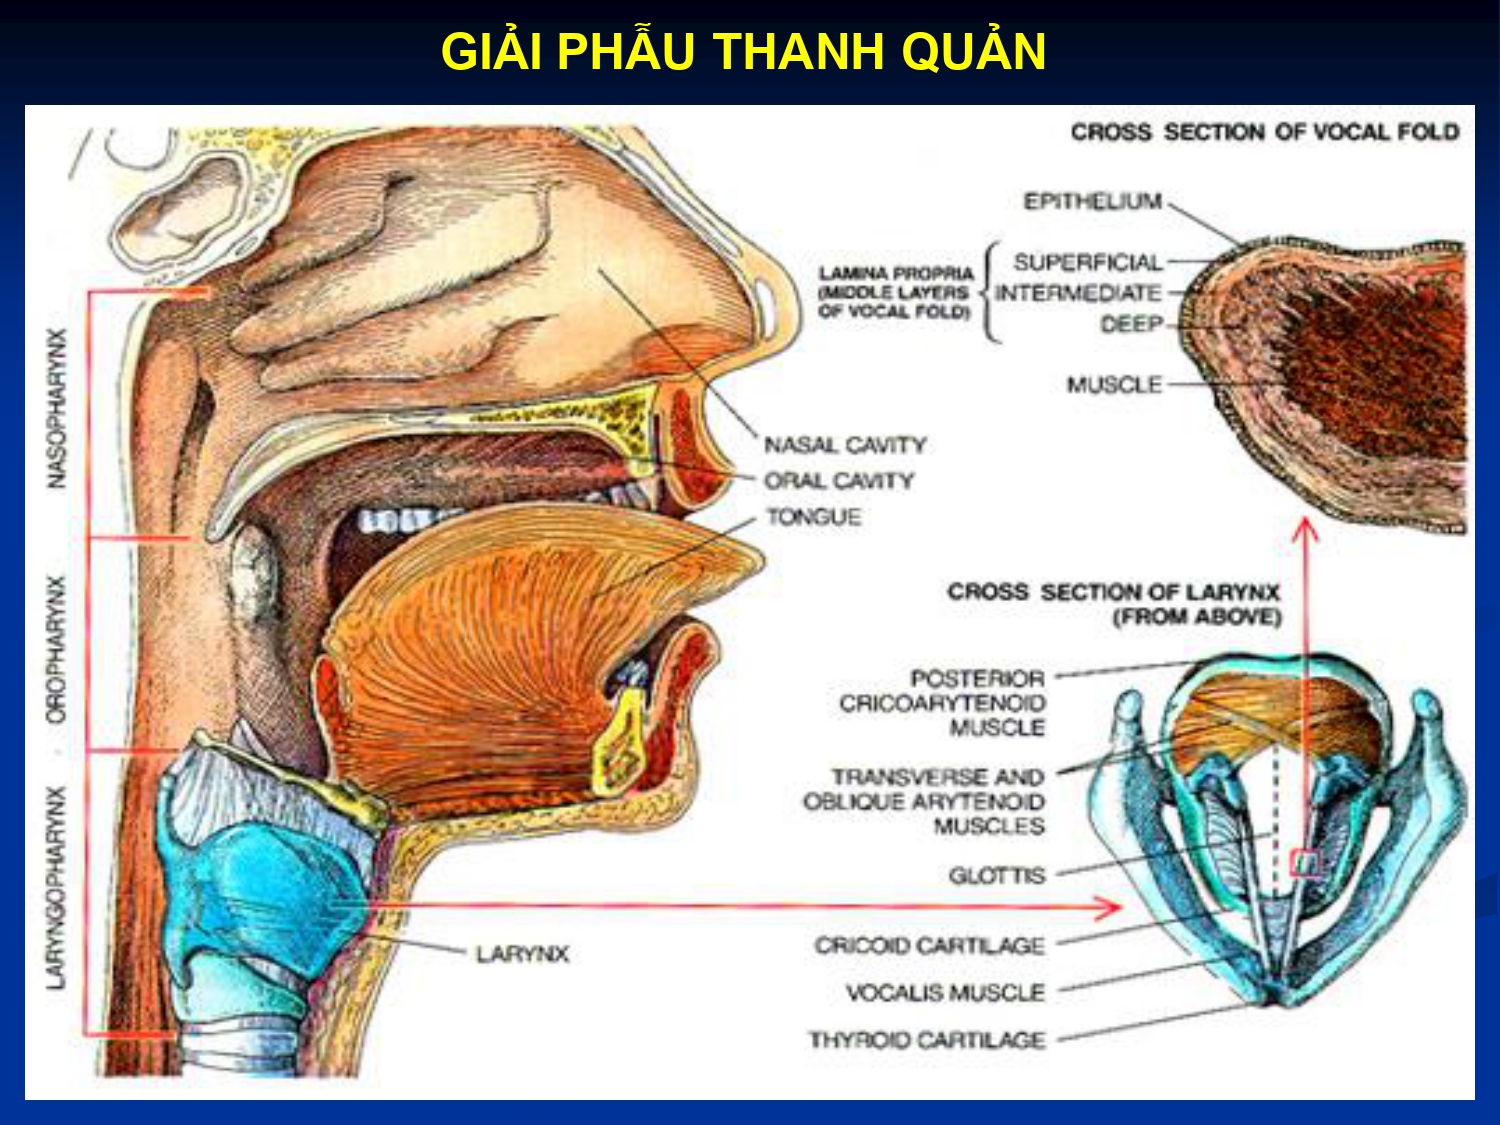 GIẢI PHẪU THANH QUẢN
CROSS SECTION OF VOCAL FOLD
EPITHELIUM
LAMINA PROPRIA
(MIDDLE LAYERS
OF VOCAL FOLD)
SUPERFICIAL
INTERMEDIATE
DEEP
MUSCLE
NASOPHARYNX
OROPHARYNX
LARYNGOPHARYNX
NASAL CAVITY
ORAL CAVITY
TONGUE
LARYNX
CROSS SECTION OF LARYNX
(FROM ABOVE)
POSTERIOR
CRICOARYTENOID
MUSCLE
TRANSVERSE AND
OBLIQUE ARYTENOID
MUSCLES
GLOTTIS
CRICOID CARTILAGE
VOCALIS MUSCLE
THYROID CARTILAGE